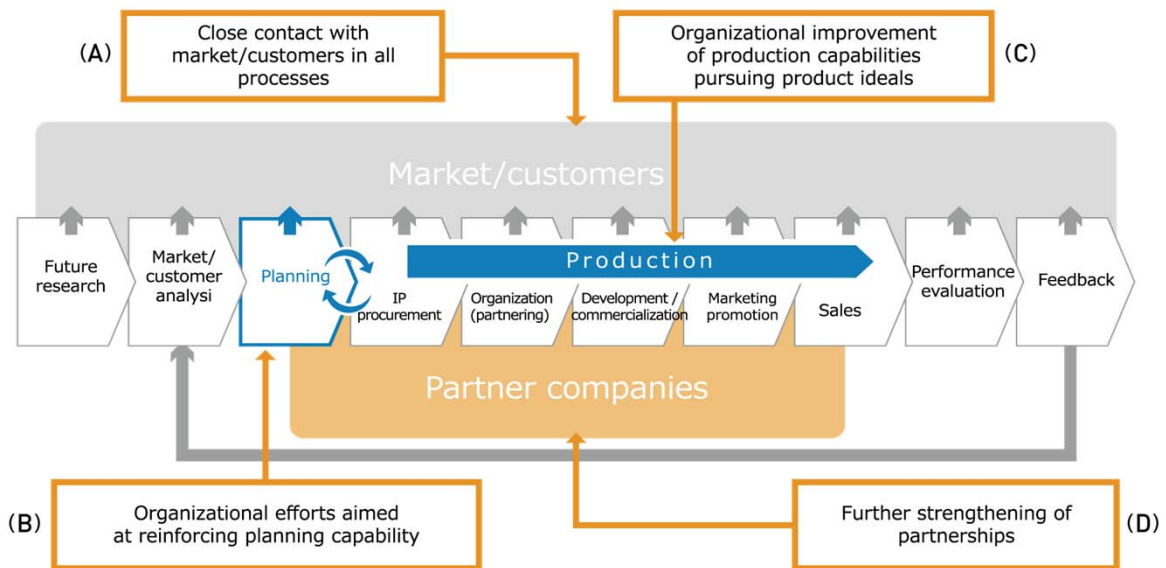 (A)
Close contact with
market/customers in all
processes
Organizational improvement
of production capabilities
pursuing product ideals
(C)
Market/customers
Future
research
Market/
customer
analysi
Planning
Production
IP
procurement
Organization
(partnering)
Development /
commercialization
Marketing
promotion
Sales
Performance
evaluation
Feedback
Partner companies
(B)
Organizational efforts aimed
at reinforcing planning capability
Further strengthening of
partnerships
(D)